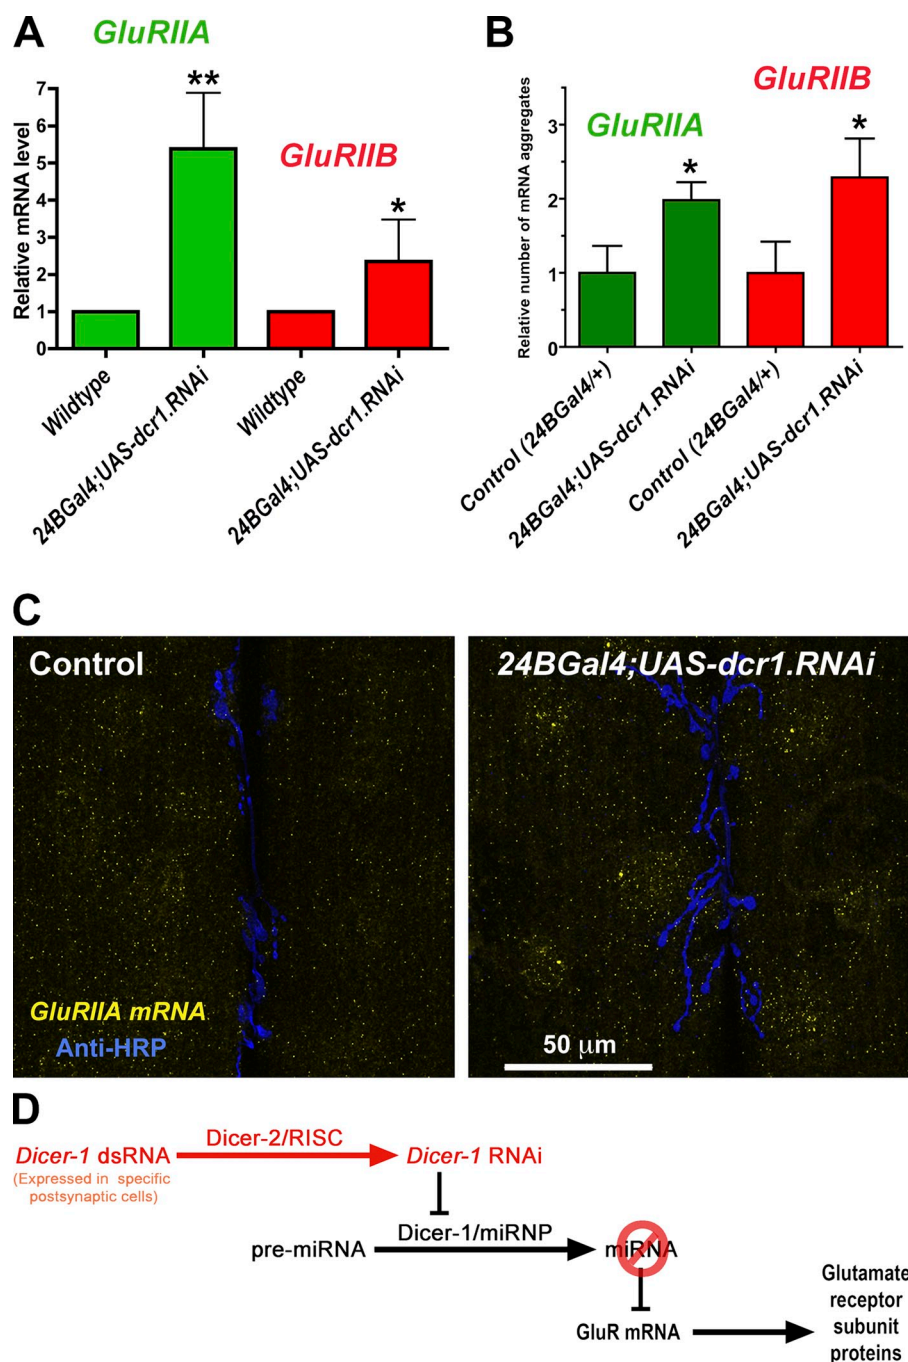 A
GluRIIA
**
GluRIIB
*
Relative mRNA level
7
6
5
4
3
2
1
0
Wildtype
24BGal4;UAS-dcr1.RNAi
Wildtype
24BGal4;UAS-dcr1.RNAi
B
GluRIIB
GluRIIA
*
*
Relative number of mRNA aggregates
3
2
1
0
Control (24BGal4/+)
24BGal4;UAS-dcr1.RNAi
Control (24BGal4/+)
24BGal4;UAS-dcr1.RNAi
C
Control
GluRIIA mRNA
Anti-HRP
24BGal4;UAS-dcr1.RNAi
50 μm
D
Dicer-1 dsRNA
(Expressed in specific
postsynaptic cells)
Dicer-2/RISC
Dicer-1 RNAi
pre-miRNA
Dicer-1/miRNP
miRNA
GluR mRNA
Glutamate
receptor
subunit
proteins